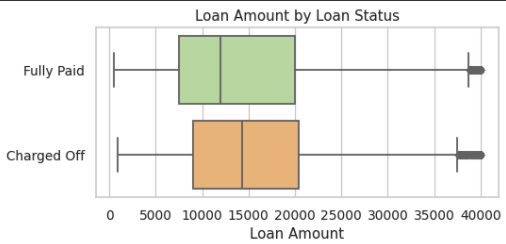 Loan Amount by Loan Status
Fully Paid
Charged Off
0 5000 10000 15000 20000 25000 30000 35000 40000
Loan Amount